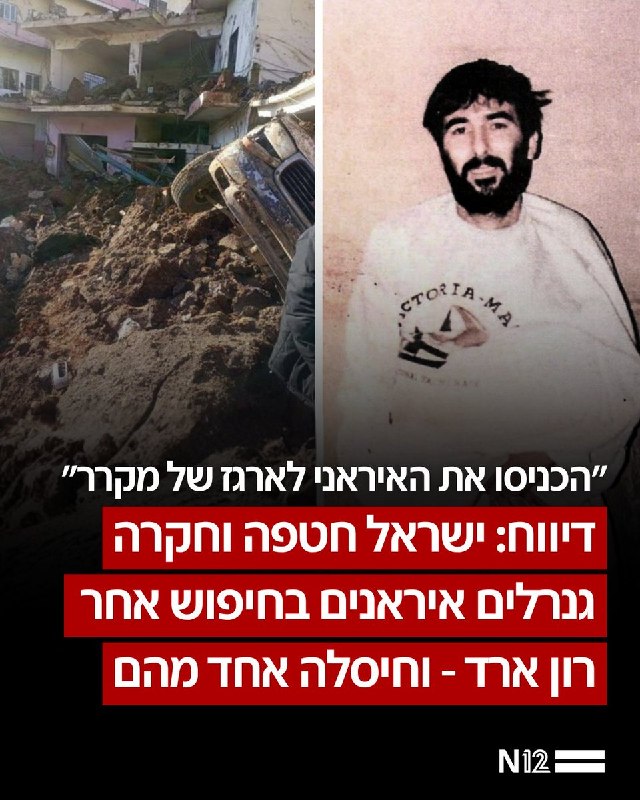 "הכניסו את האיראני לארגז של מקרר"
דיווח: ישראל חטפה וחקרה
גנרלים איראנים בחיפוש אחר
רון ארד - וחיסלה אחד מהם
N12